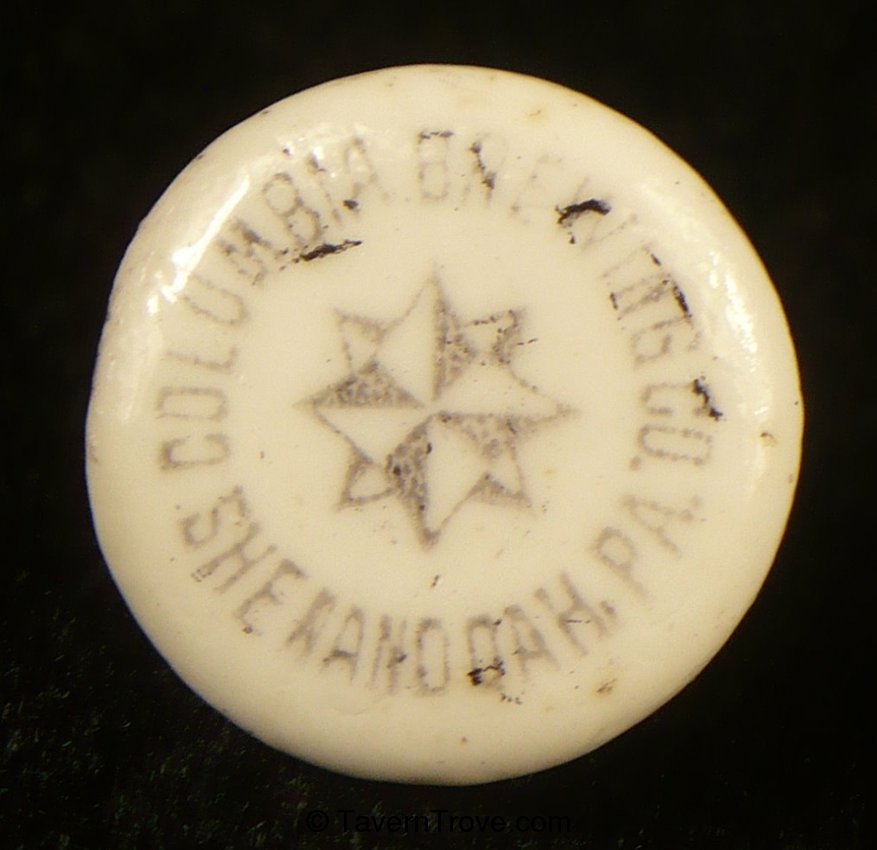 COLUMBIA BREWING CO.
SHENANDOAH, PA.
© TavernTrove.com